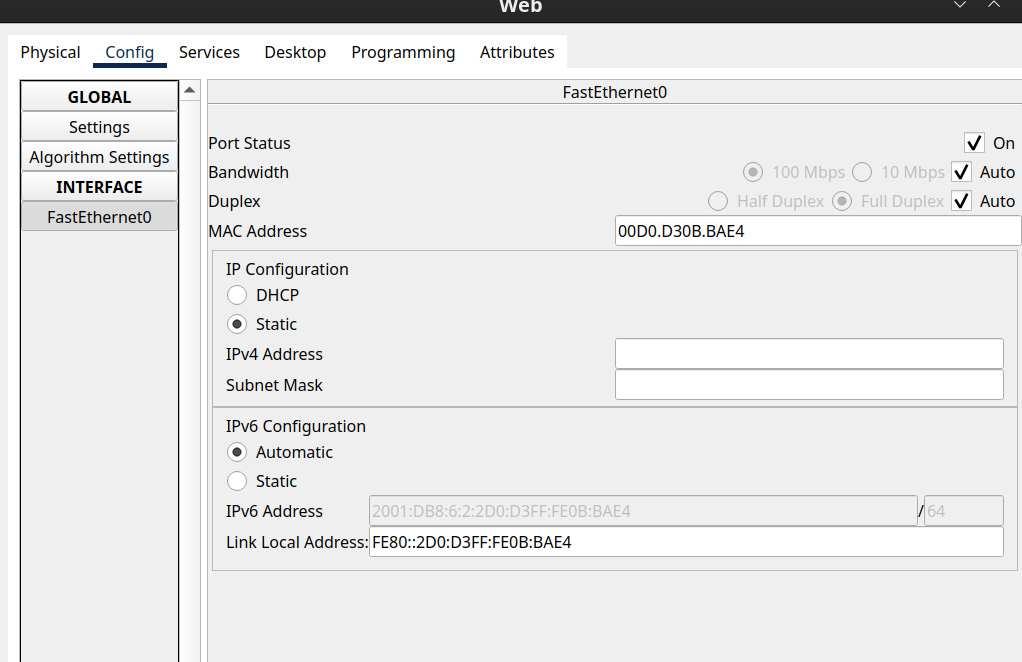 Web
Physical Config Services Desktop Programming Attributes
GLOBAL
Settings
Algorithm Settings
INTERFACE
FastEthernet0
FastEthernet0
Port Status On
Bandwidth 100 Mbps 10 Mbps Auto
Duplex Half Duplex Full Duplex Auto
MAC Address 00D0.D30B.BAE4
IP Configuration
DHCP
Static
IPv4 Address
Subnet Mask
IPv6 Configuration
Automatic
Static
IPv6 Address 2001:DB8:6:2:2D0:D3FF:FE0B:BAE4 / 64
Link Local Address: FE80::2D0:D3FF:FE0B:BAE4